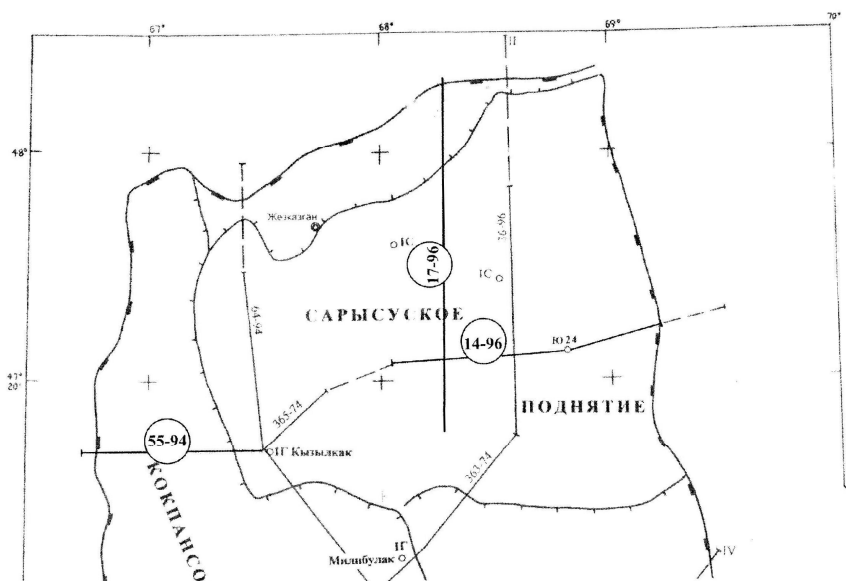 67°
68°
69°
70°
II
48°
Жезказган
1С
16-96
17-96
1С
64-94
САРЫСУСКОЕ
14-96
Ю 24
47°
20'
ПОДНЯТИЕ
365-74
55-94
1Г Кызылкак
363-74
КОКПАНСО
1Г
Милибулак
IV